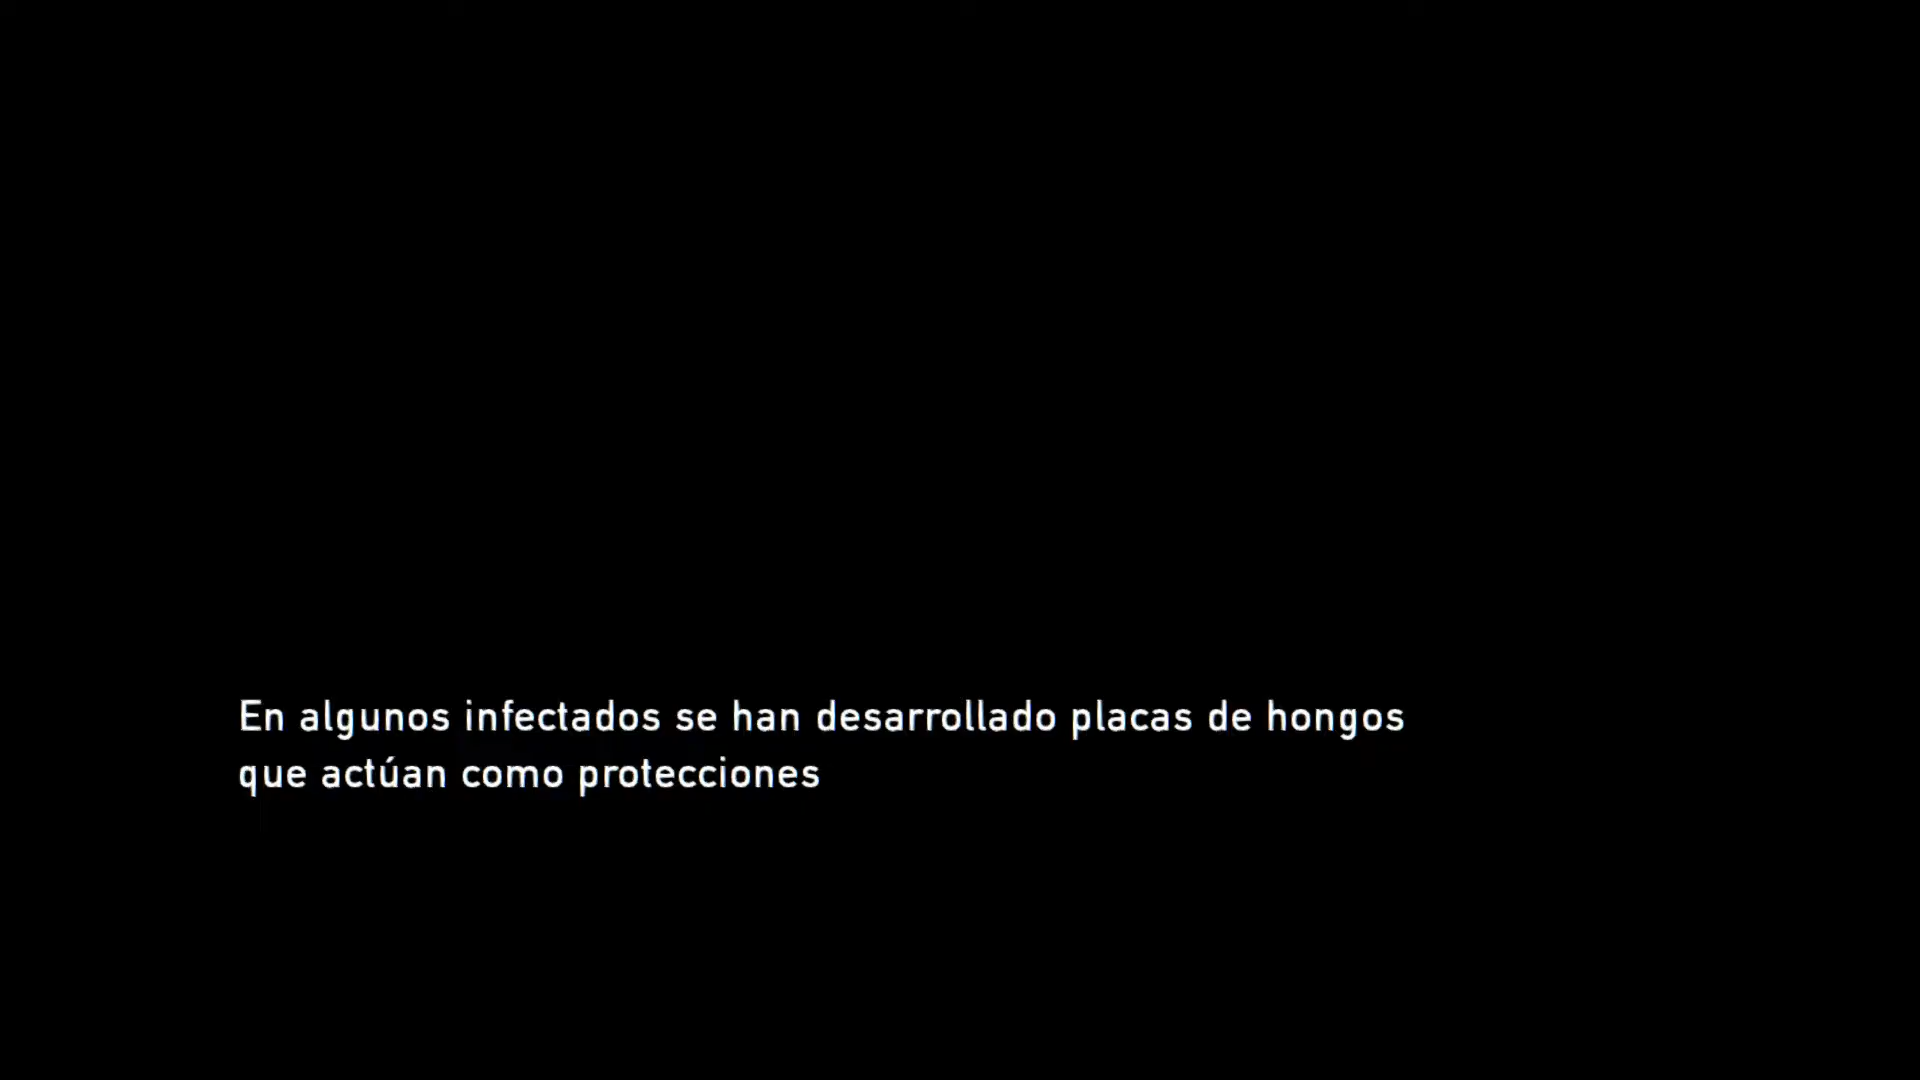 En algunos infectados se han desarrollado placas de hongos
que actúan como protecciones